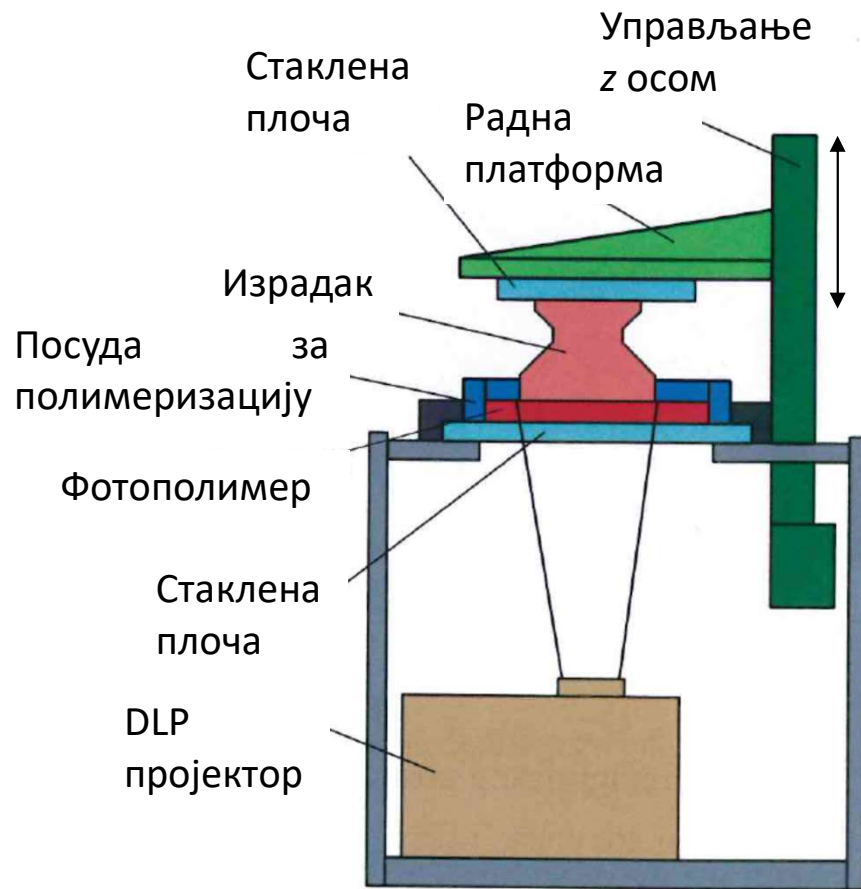 Управљање
z осом
Стаклена
плоча
Радна
платформа
Израдак
Посуда за
полимеризацију
Фотополимер
Стаклена
плоча
DLP
пројектор